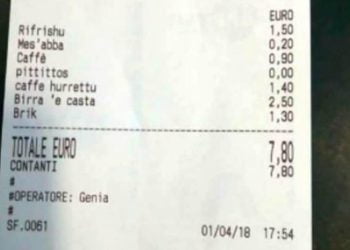 EURO
Rifrishu 1,50
Mes'abba 0,20
Caffè 0,90
pittittos 0,00
caffe hurrettu 1,40
Birra 'e casta 2,50
Brik 1,30
TOTALE EURO 7,80
CONTANTI 7,80
#
#OPERATORE: Genia
#
SF.0061 01/04/18 17:54